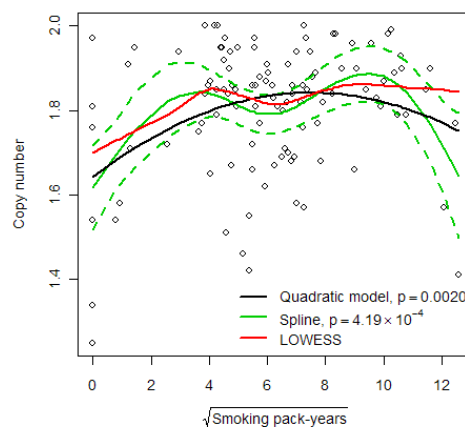 2.0
1.8
1.6
1.4
Copy number
Quadratic model, p = 0.0020
Spline, p = 4.19 × 10⁻⁴
LOWESS
0 2 4 6 8 10 12
√Smoking pack-years